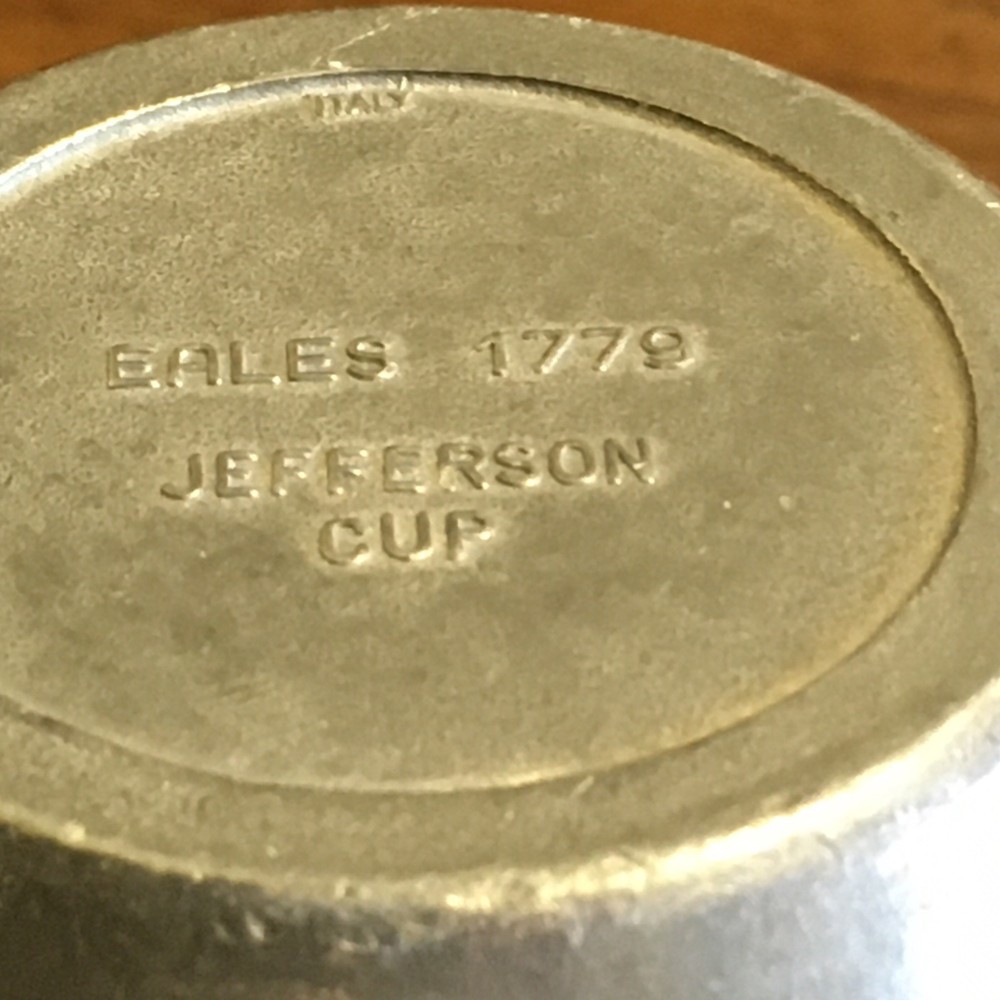 ITALY
EALES 1779
JEFFERSON
CUP